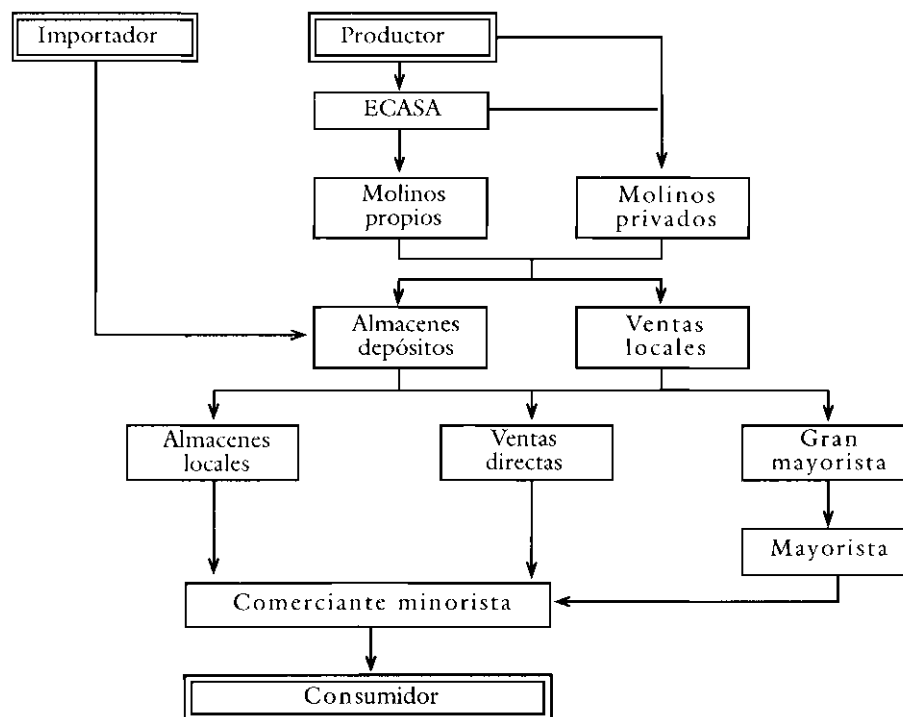 Importador
Productor
ECASA
Molinos
propios
Molinos
privados
Almacenes
depósitos
Ventas
locales
Almacenes
locales
Ventas
directas
Gran
mayorista
Mayorista
Comerciante minorista
Consumidor